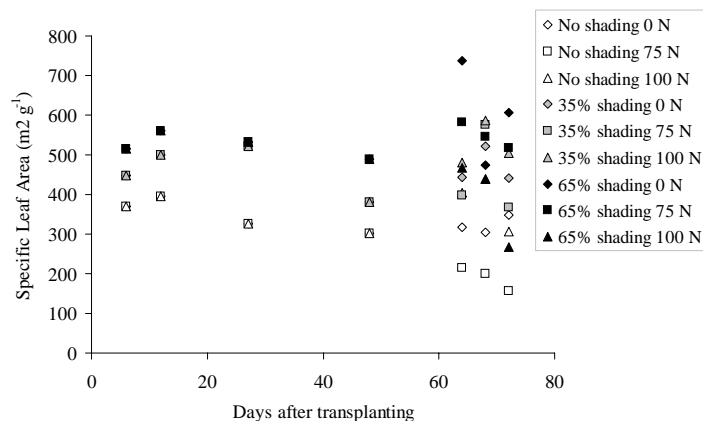 800
700
600
500
400
300
200
100
0
0 20 40 60 80
Specific Leaf Area (m2 g-1)
Days after transplanting
No shading 0 N
No shading 75 N
No shading 100 N
35% shading 0 N
35% shading 75 N
35% shading 100 N
65% shading 0 N
65% shading 75 N
65% shading 100 N